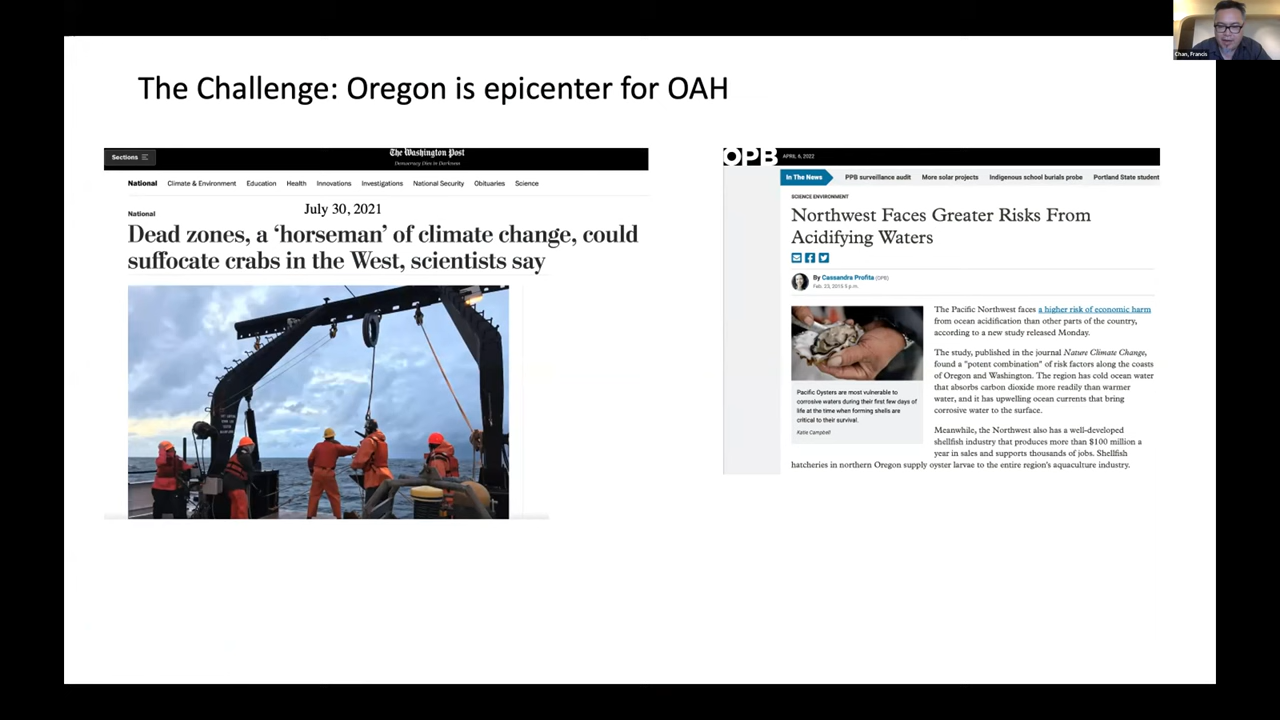 Chan, Francis
The Challenge: Oregon is epicenter for OAH
Sections
The Washington Post
Democracy Dies in Darkness
National Climate & Environment Education Health Innovations Investigations National Security Obituaries Science
July 30, 2021
National
Dead zones, a ‘horseman’ of climate change, could
suffocate crabs in the West, scientists say
OPB
APRIL 6, 2022
In The News PPB surveillance audit More solar projects Indigenous school burials probe Portland State student
SCIENCE ENVIRONMENT
Northwest Faces Greater Risks From
Acidifying Waters
By Cassandra Profita (OPB)
Feb. 23, 2015 5 p.m.
The Pacific Northwest faces a higher risk of economic harm
from ocean acidification than other parts of the country,
according to a new study released Monday.
The study, published in the journal Nature Climate Change,
found a "potent combination" of risk factors along the coasts
of Oregon and Washington. The region has cold ocean water
that absorbs carbon dioxide more readily than warmer
water, and it has upwelling ocean currents that bring
corrosive water to the surface.
Pacific Oysters are most vulnerable to
corrosive waters during their first few days of
life at the time when forming shells are
critical to their survival.
Katie Campbell
Meanwhile, the Northwest also has a well-developed
shellfish industry that produces more than $100 million a
year in sales and supports thousands of jobs. Shellfish
hatcheries in northern Oregon supply oyster larvae to the entire region's aquaculture industry.